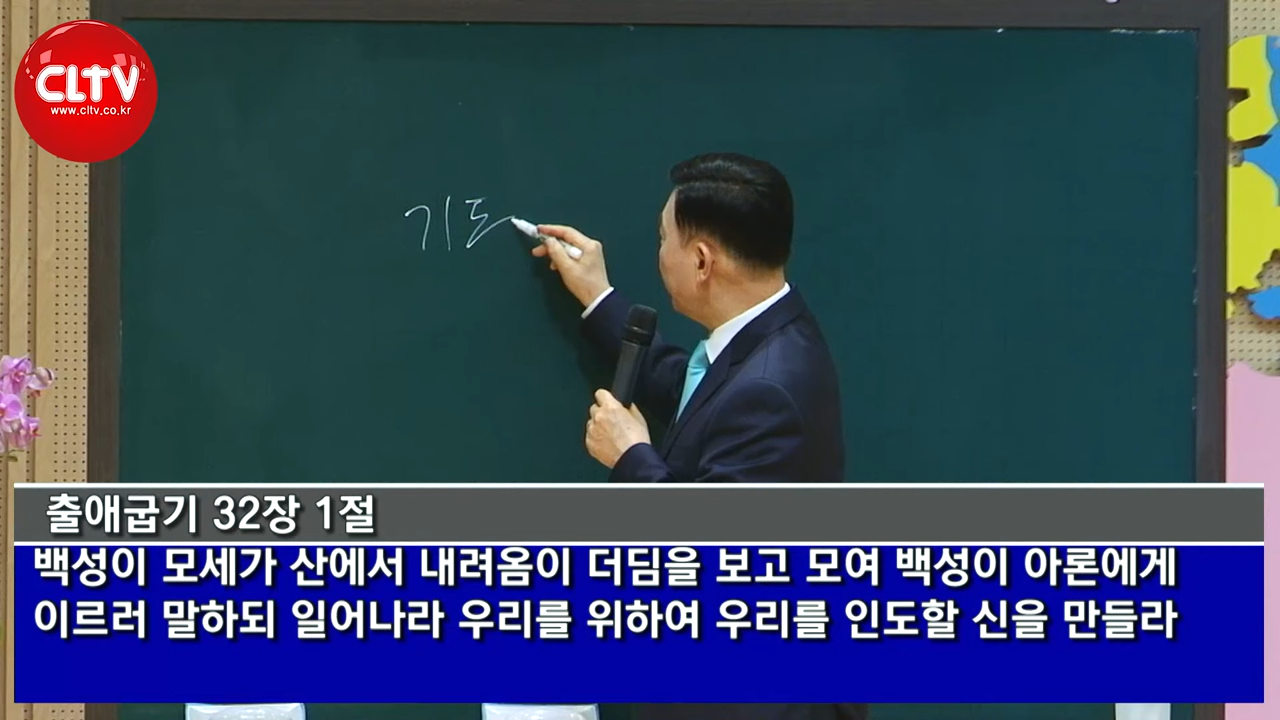 CLTV
www.cltv.co.kr
기도
출애굽기 32장 1절
백성이 모세가 산에서 내려옴이 더딤을 보고 모여 백성이 아론에게
이르러 말하되 일어나라 우리를 위하여 우리를 인도할 신을 만들라